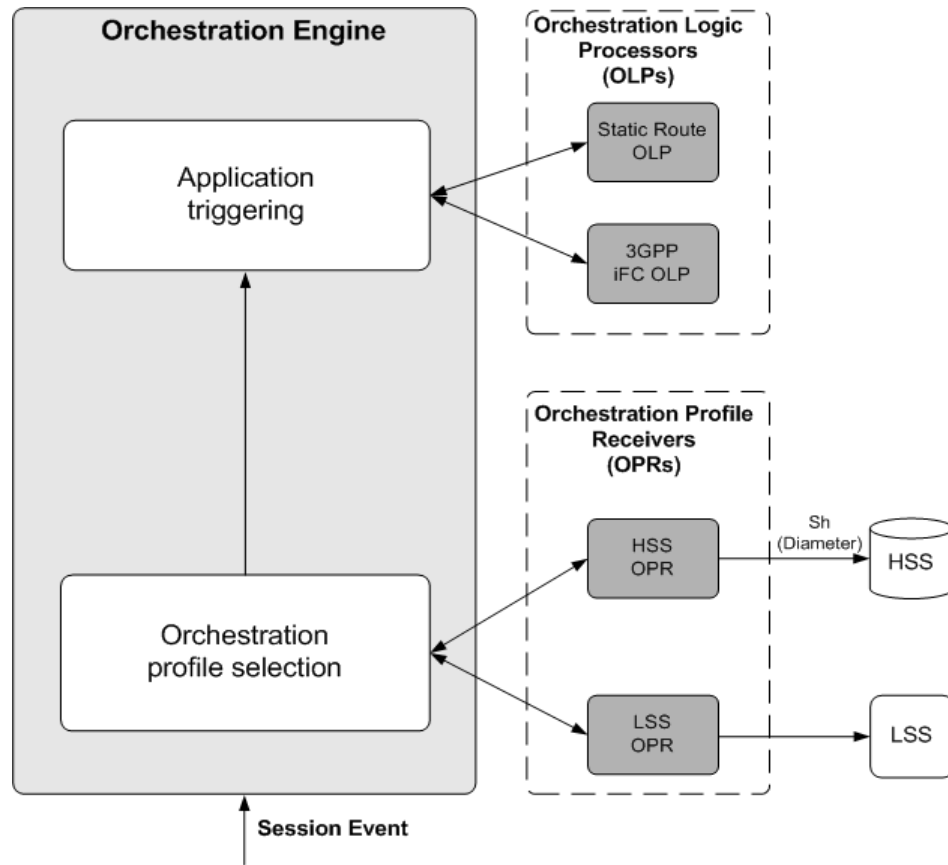 Orchestration Engine
Application
triggering
Orchestration
profile selection
Session Event
Orchestration Logic
Processors
(OLPs)
Static Route
OLP
3GPP
iFC OLP
Orchestration Profile
Receivers
(OPRs)
HSS
OPR
Sh
(Diameter)
HSS
LSS
OPR
LSS